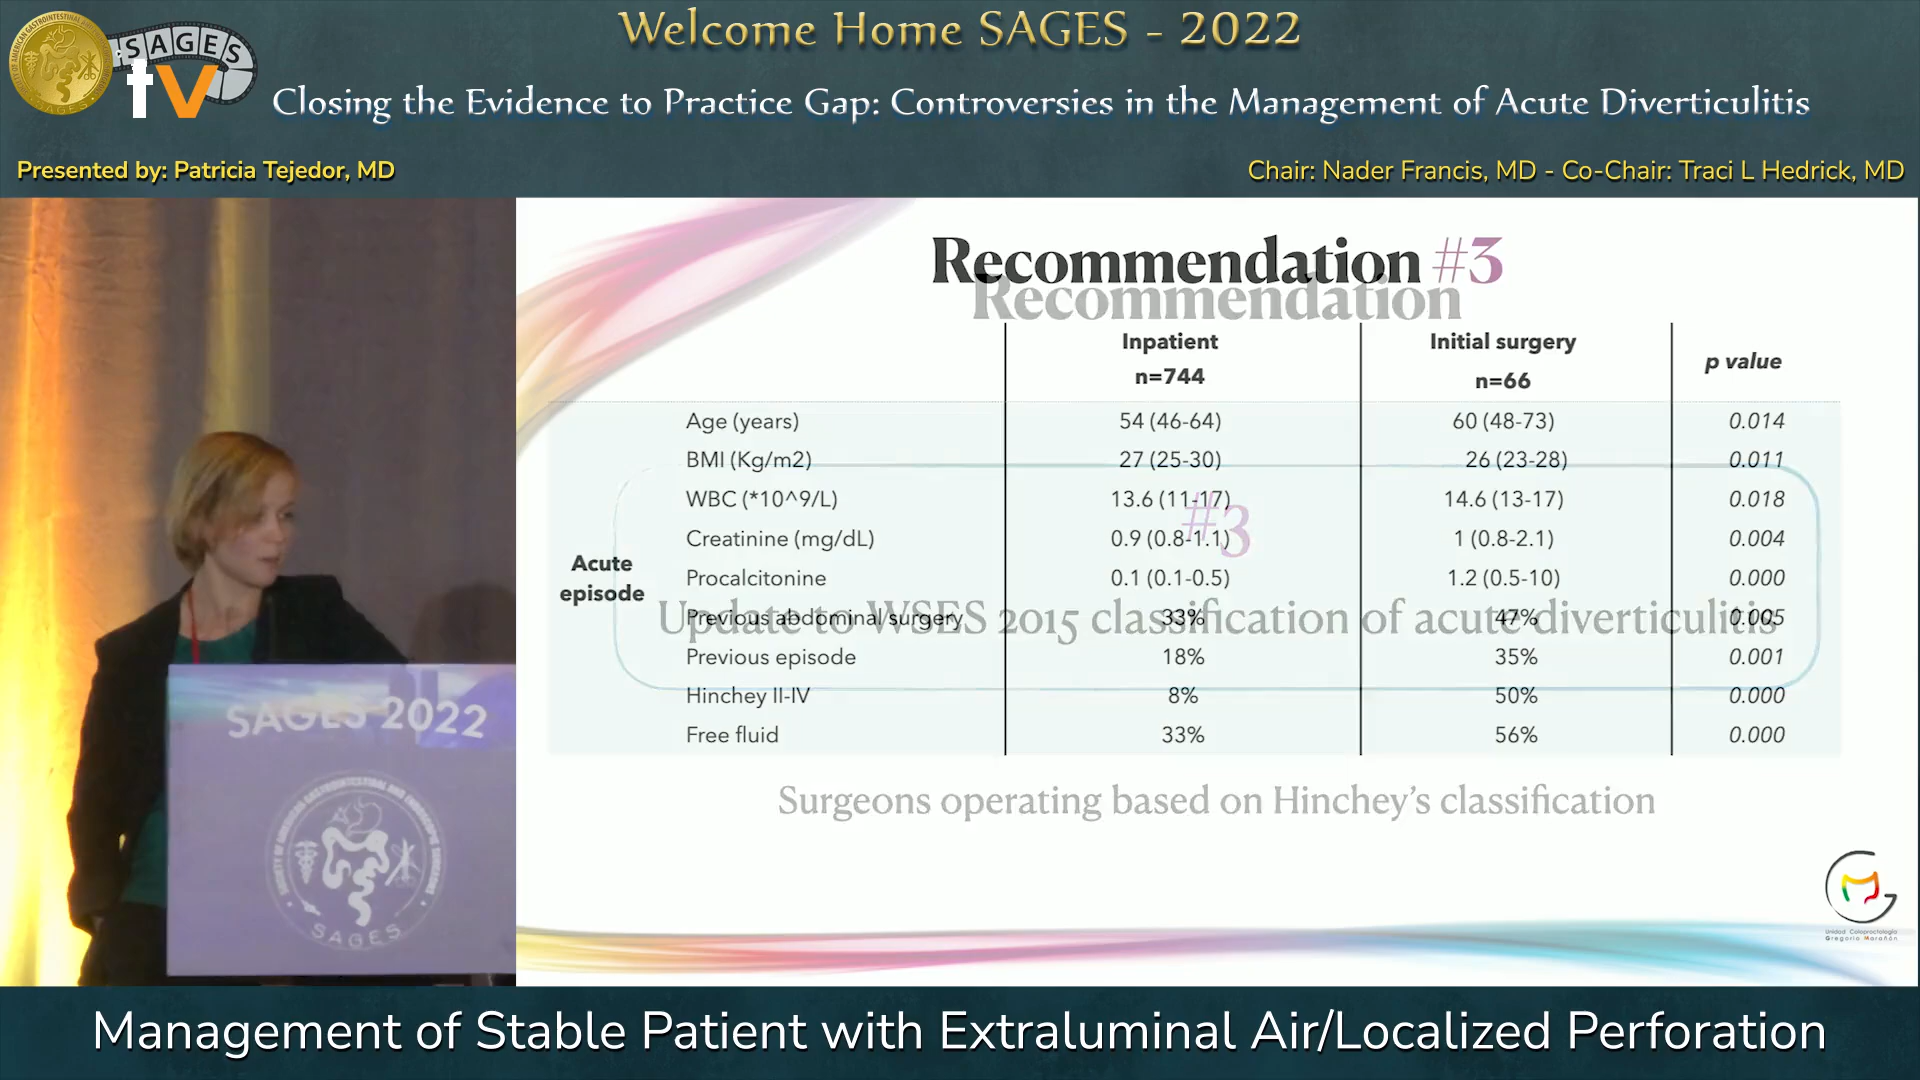 Welcome Home SAGES - 2022
SAGES
tv
Closing the Evidence to Practice Gap: Controversies in the Management of Acute Diverticulitis
Presented by: Patricia Tejedor, MD
Chair: Nader Francis, MD - Co-Chair: Traci L Hedrick, MD
Recommendation #3
Recommendation
Inpatient Initial surgery p value
n=744 n=66
Age (years) 54 (46-64) 60 (48-73) 0.014
BMI (Kg/m2) 27 (25-30) 26 (23-28) 0.011
WBC (*10^9/L) 13.6 (11-17) 14.6 (13-17) 0.018
#3
Creatinine (mg/dL) 0.9 (0.8-1.1) 1 (0.8-2.1) 0.004
Acute episode
Procalcitonine 0.1 (0.1-0.5) 1.2 (0.5-10) 0.000
Previous abdominal surgery 33% 47% 0.005
Update to WSES 2015 classification of acute diverticulitis
Previous episode 18% 35% 0.001
Hinchey II-IV 8% 50% 0.000
Free fluid 33% 56% 0.000
Surgeons operating based on Hinchey's classification
SAGES 2022
SAGES
Unidad Coloproctología
Gregorio Marañón
Management of Stable Patient with Extraluminal Air/Localized Perforation